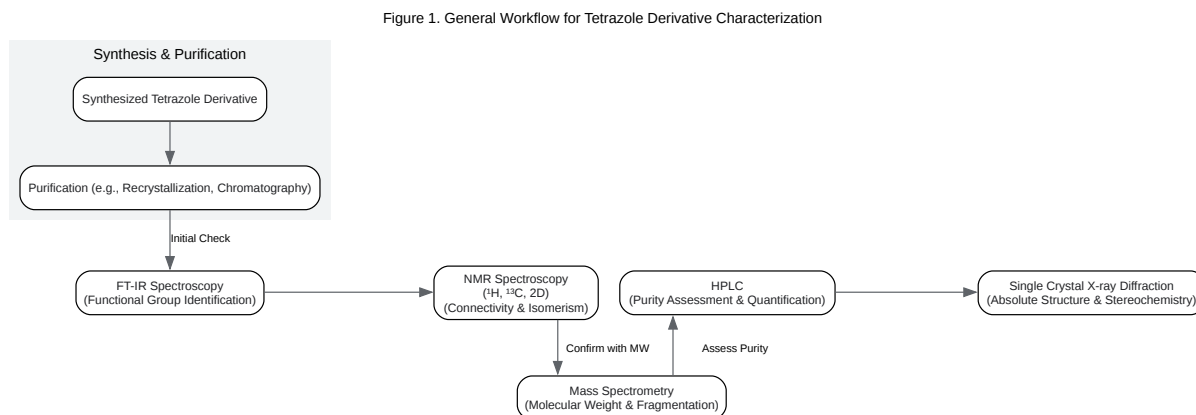 Figure 1. General Workflow for Tetrazole Derivative Characterization
Synthesis & Purification
Synthesized Tetrazole Derivative
Purification (e.g., Recrystallization, Chromatography)
Initial Check
FT-IR Spectroscopy
(Functional Group Identification)
NMR Spectroscopy
(¹H, ¹³C, 2D)
(Connectivity & Isomerism)
Confirm with MW
Mass Spectrometry
(Molecular Weight & Fragmentation)
Assess Purity
HPLC
(Purity Assessment & Quantification)
Single Crystal X-ray Diffraction
(Absolute Structure & Stereochemistry)